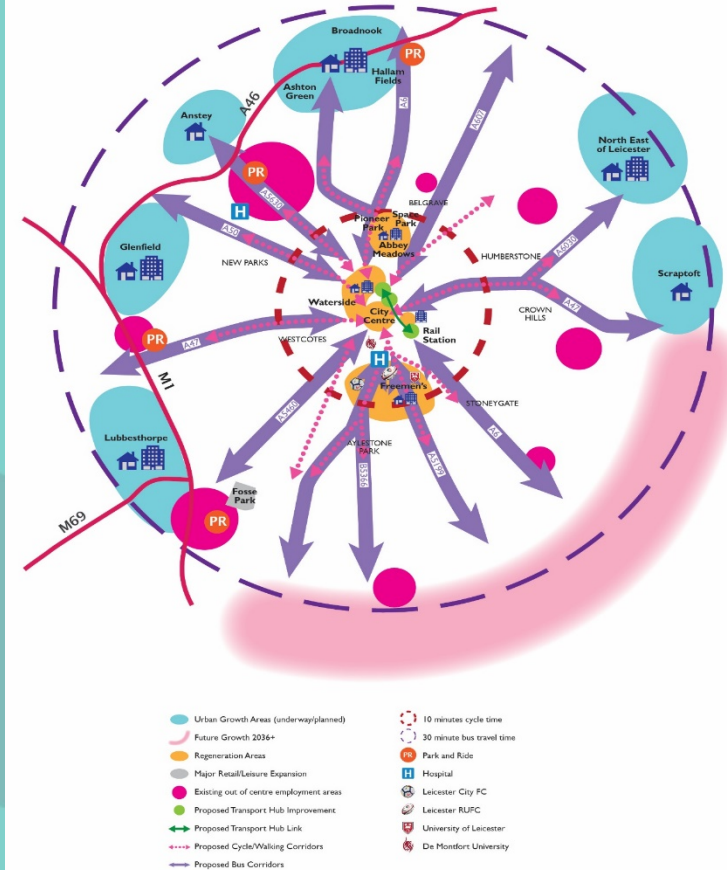 Broadnook
PR
Ashton
Green
Hallam
Fields
A6
A46
A607
Anstey
North East
of Leicester
PR
A5630
BELGRAVE
H
Pioneer
Park
Space
Park
Abbey
Meadows
A50
NEW PARKS
HUMBERSTONE
A6030
Glenfield
Scraptoft
Waterside
City
Centre
CROWN
HILLS
A47
PR
A47
WESTCOTES
Rail
Station
M1
H
Freemen's
STONEYGATE
A5460
A6
AYLESTONE
PARK
A5199
Lubbesthorpe
Fosse
Park
PR
M69
Urban Growth Areas (underway/planned)
Future Growth 2036+
Regeneration Areas
Major Retail/Leisure Expansion
Existing out of centre employment areas
Proposed Transport Hub Improvement
Proposed Transport Hub Link
Proposed Cycle/Walking Corridors
Proposed Bus Corridors
10 minutes cycle time
30 minute bus travel time
PR Park and Ride
H Hospital
Leicester City FC
Leicester RUFC
University of Leicester
De Montfort University